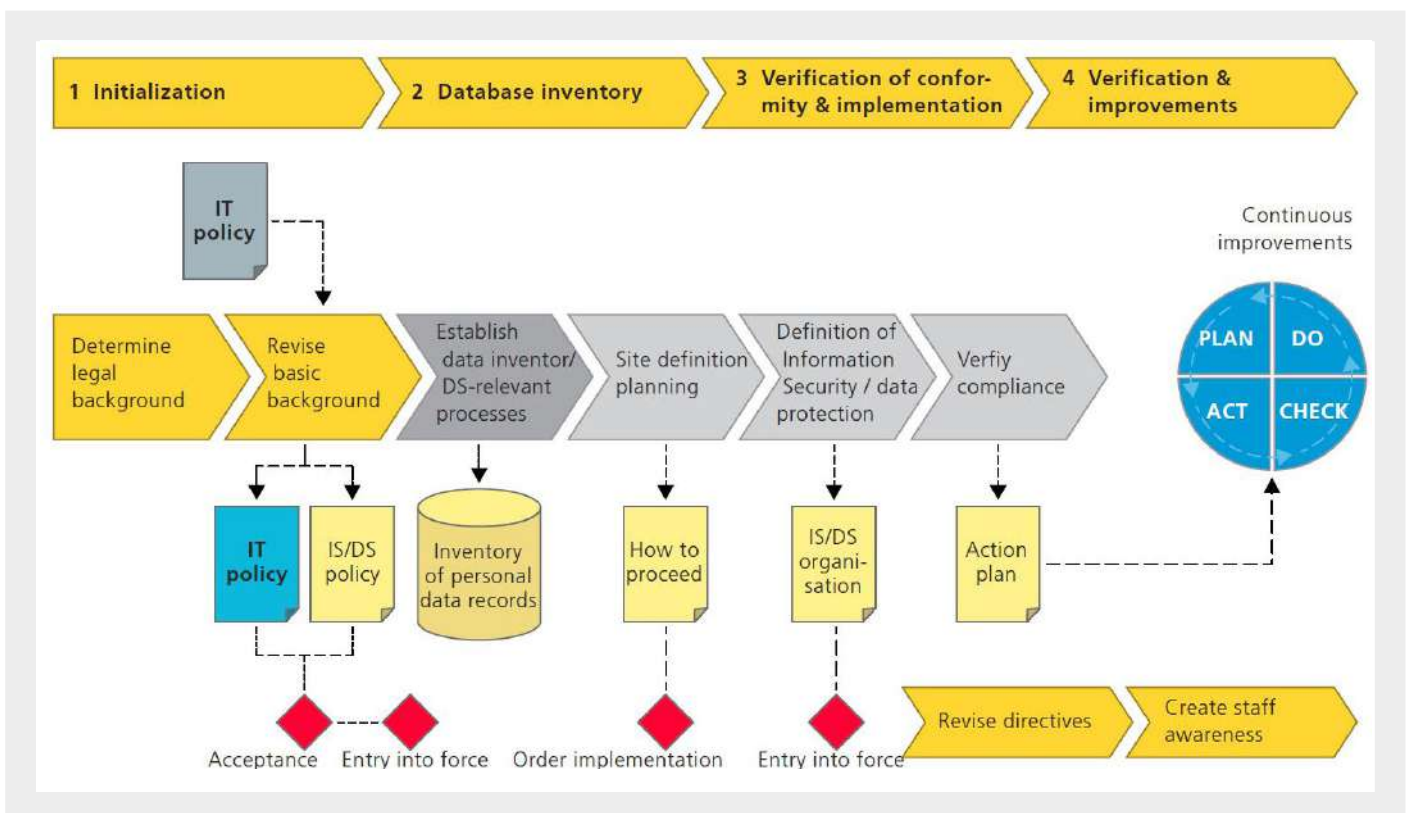 1 Initialization
2 Database inventory
3 Verification of confor-
mity & implementation
4 Verification &
improvements
IT
policy
Continuous
improvements
Determine
legal
background
Revise
basic
background
Establish
data inventor/
DS-relevant
processes
Site definition
planning
Definition of
Information
Security / data
protection
Verfiy
compliance
PLAN
DO
ACT
CHECK
IT
policy
IS/DS
policy
Inventory
of personal
data records
How to
proceed
IS/DS
organi-
sation
Action
plan
Acceptance
Entry into force
Order implementation
Entry into force
Revise directives
Create staff
awareness